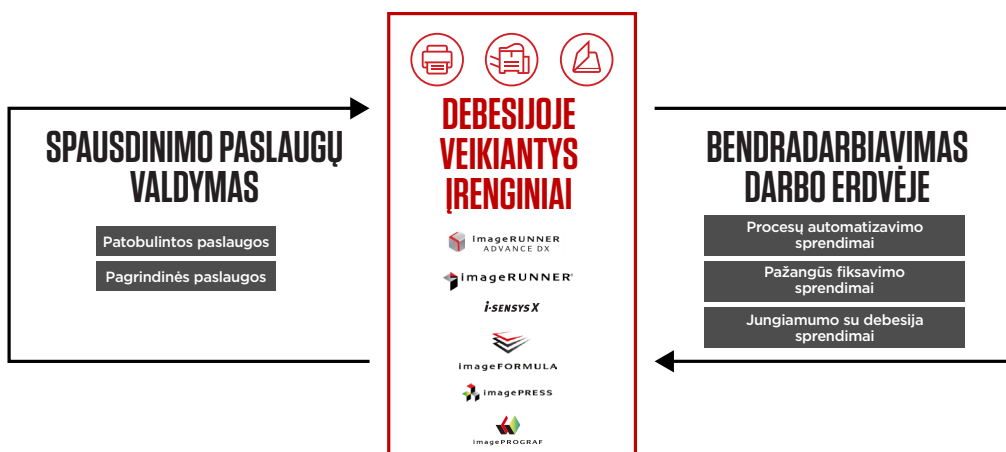 SPAUSDINIMO PASLAUGŲ
VALDYMAS
Patobulintos paslaugos
Pagrindinės paslaugos
DEBESIJOJE
VEIKIANTYS
ĮRENGINIAI
imageRUNNER
ADVANCE DX
imageRUNNER
i-SENSYS X
imageFORMULA
imagePRESS
imagePROGRAF
BENDRADARBIAVIMAS
DARBO ERDVĖJE
Procesų automatizavimo
sprendimai
Pažangūs fiksavimo
sprendimai
Jungiamumo su debesija
sprendimai